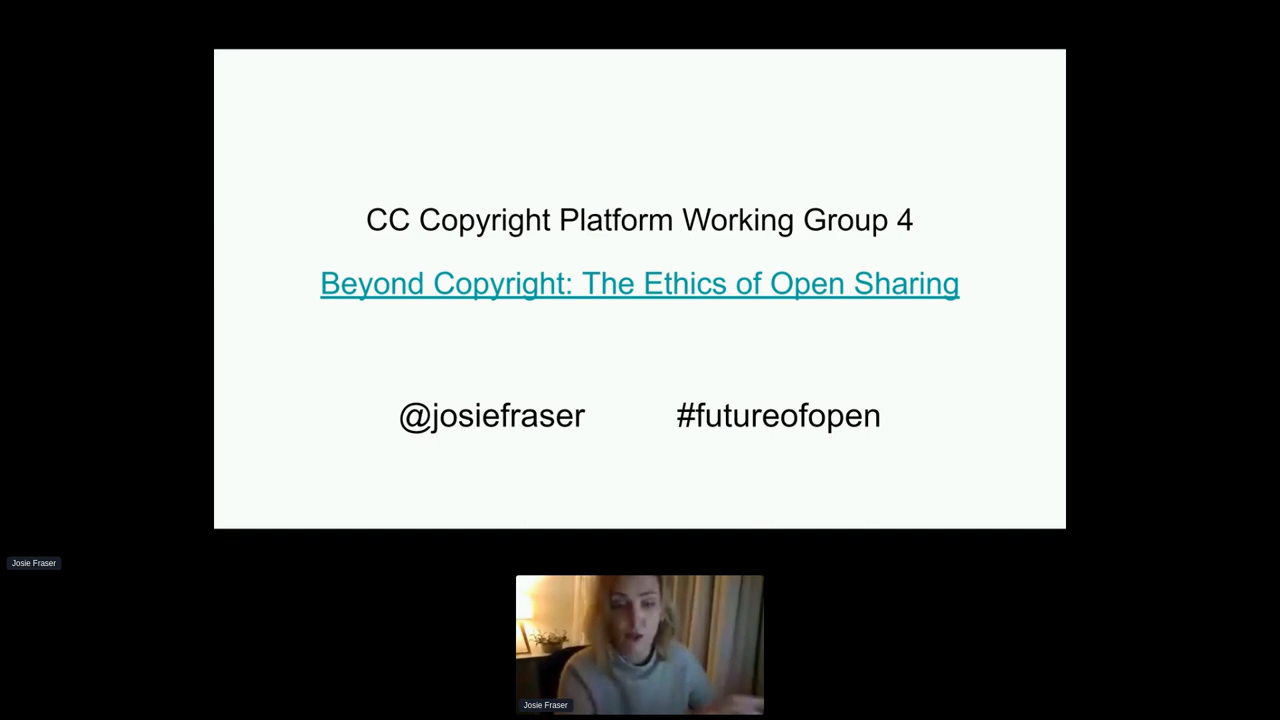 CC Copyright Platform Working Group 4
Beyond Copyright: The Ethics of Open Sharing
@josiefraser #futureofopen
Josie Fraser
Josie Fraser